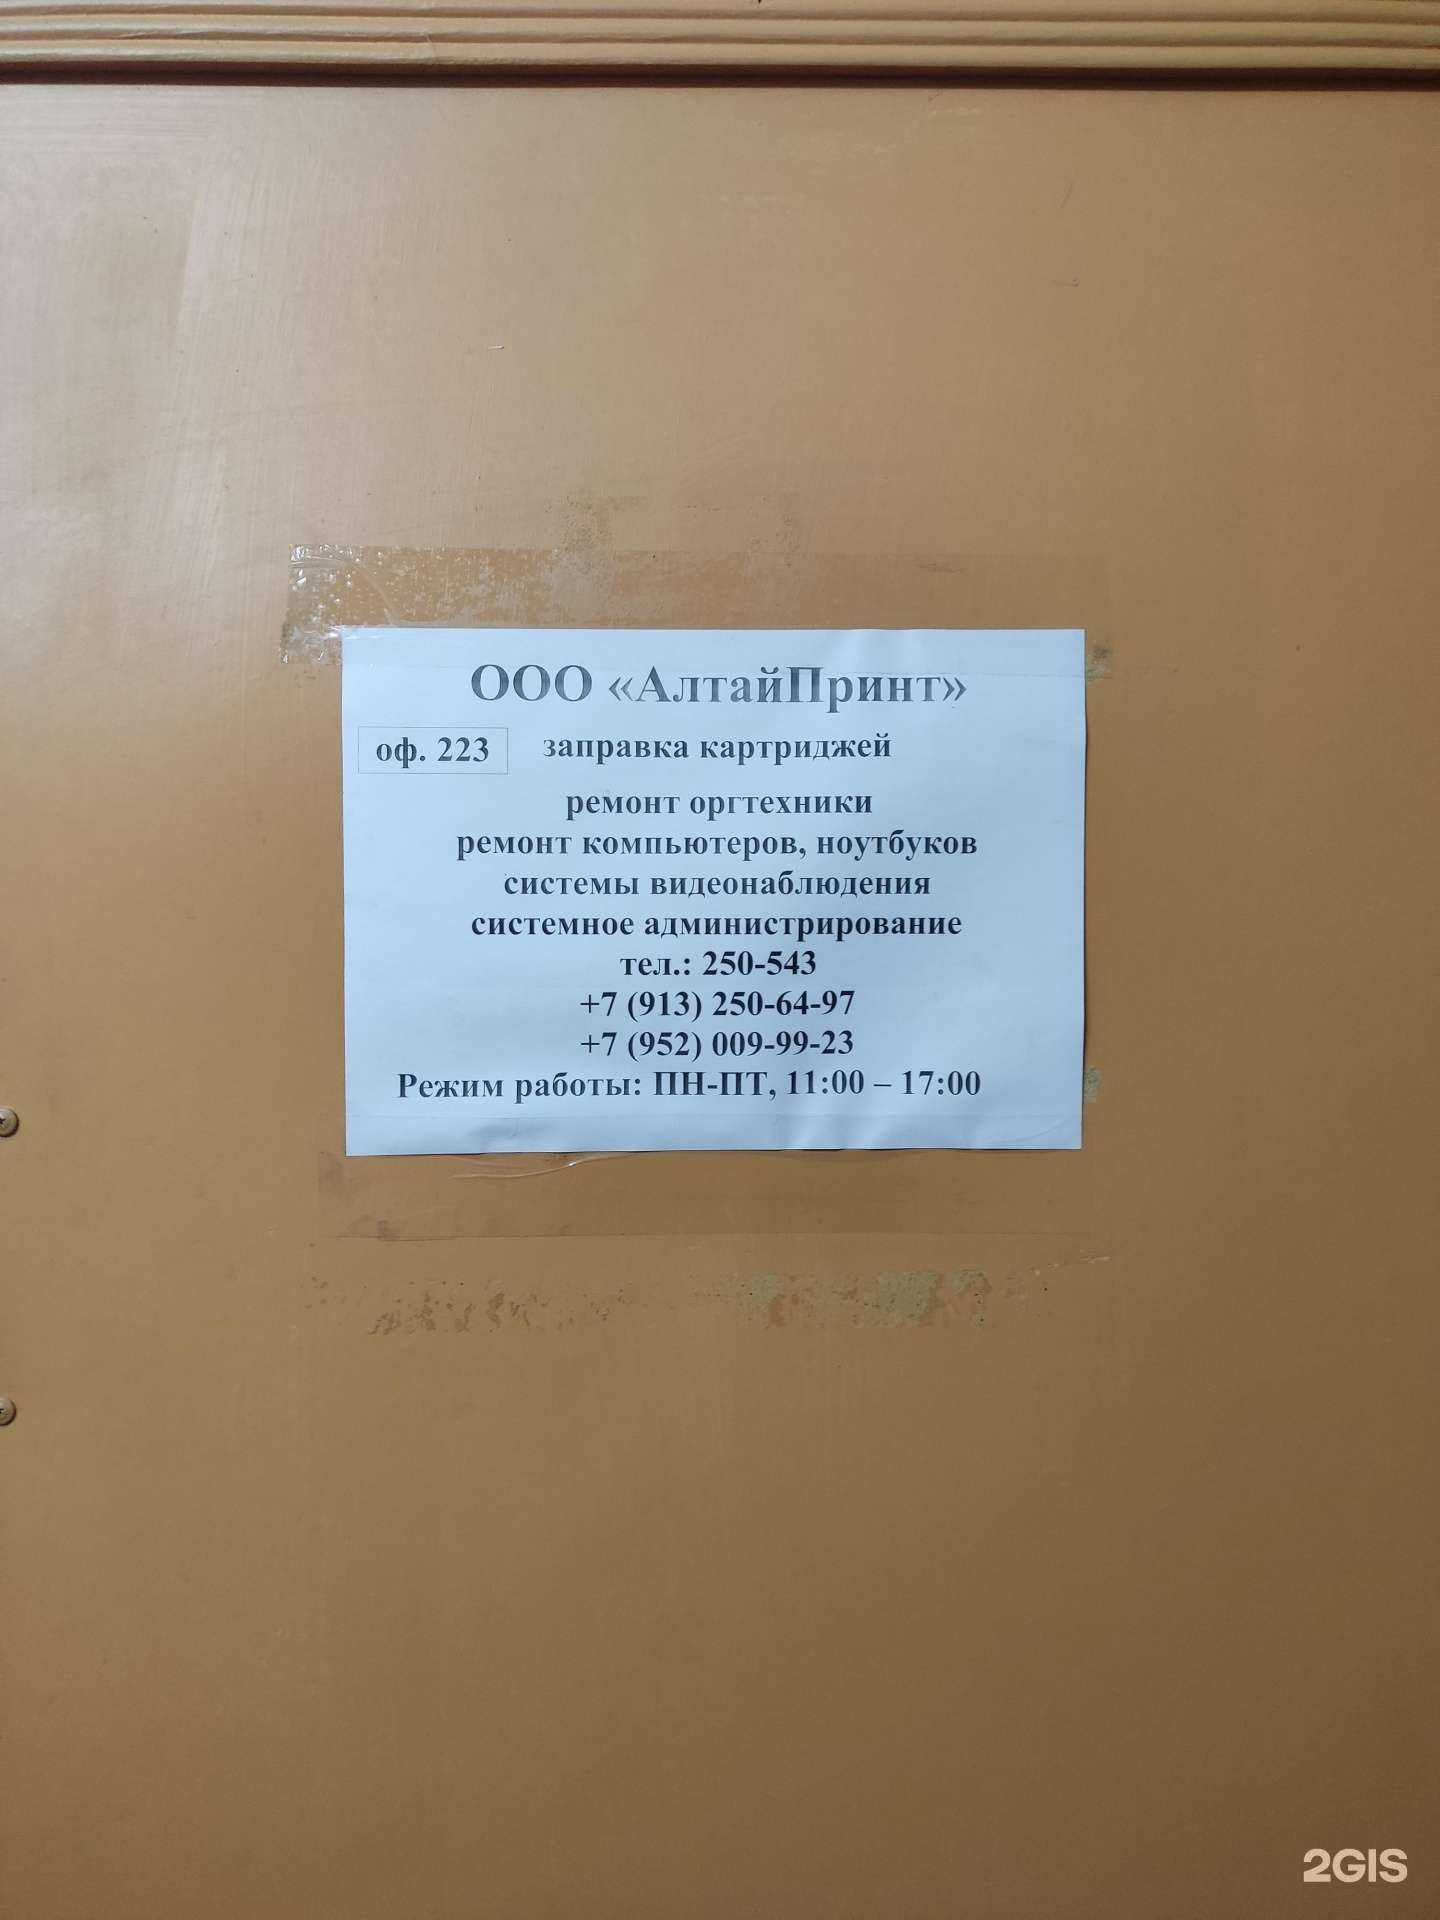 ООО «АлтайПринт»
оф. 223 заправка картриджей
ремонт оргтехники
ремонт компьютеров, ноутбуков
системы видеонаблюдения
системное администрирование
тел.: 250-543
+7 (913) 250-64-97
+7 (952) 009-99-23
Режим работы: ПН-ПТ, 11:00 – 17:00
2GIS